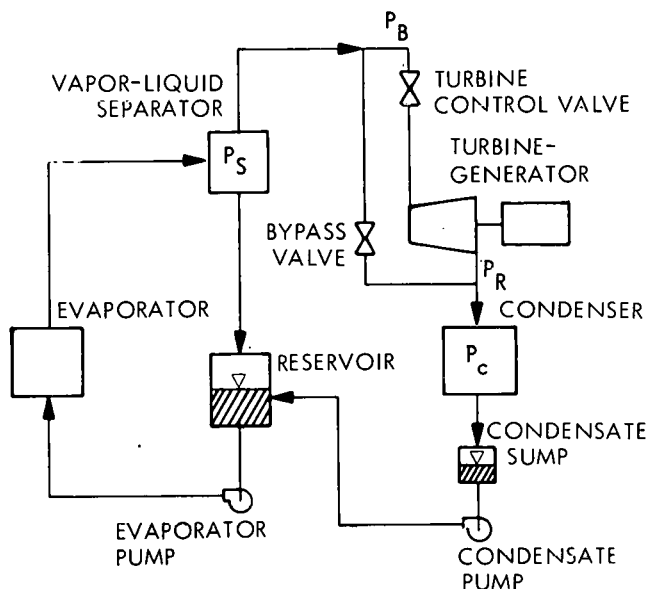 P_B
VAPOR-LIQUID
SEPARATOR
TURBINE
CONTROL VALVE
P_S
TURBINE-
GENERATOR
BYPASS
VALVE
P_R
EVAPORATOR
CONDENSER
RESERVOIR
P_c
CONDENSATE
SUMP
EVAPORATOR
PUMP
CONDENSATE
PUMP